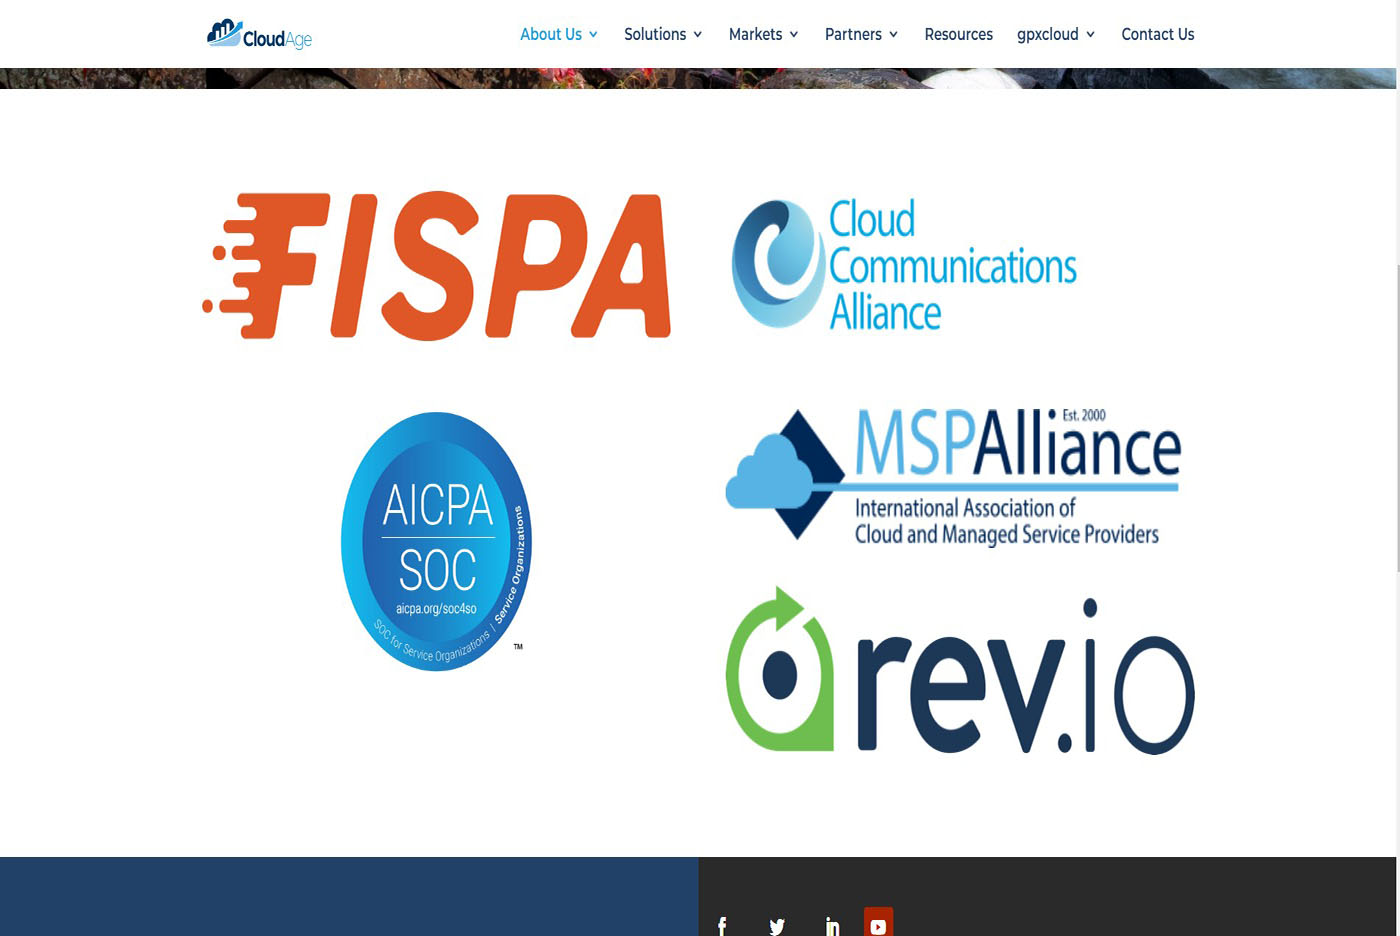 CloudAge
About Us
Solutions
Markets
Partners
Resources
gpxcloud
Contact Us
FISPA
Cloud
Communications
Alliance
AICPA
SOC
aicpa.org/soc4so
SOC for Service Organizations | Service Organizations
TM
Est. 2000
MSPAlliance
International Association of
Cloud and Managed Service Providers
rev.io